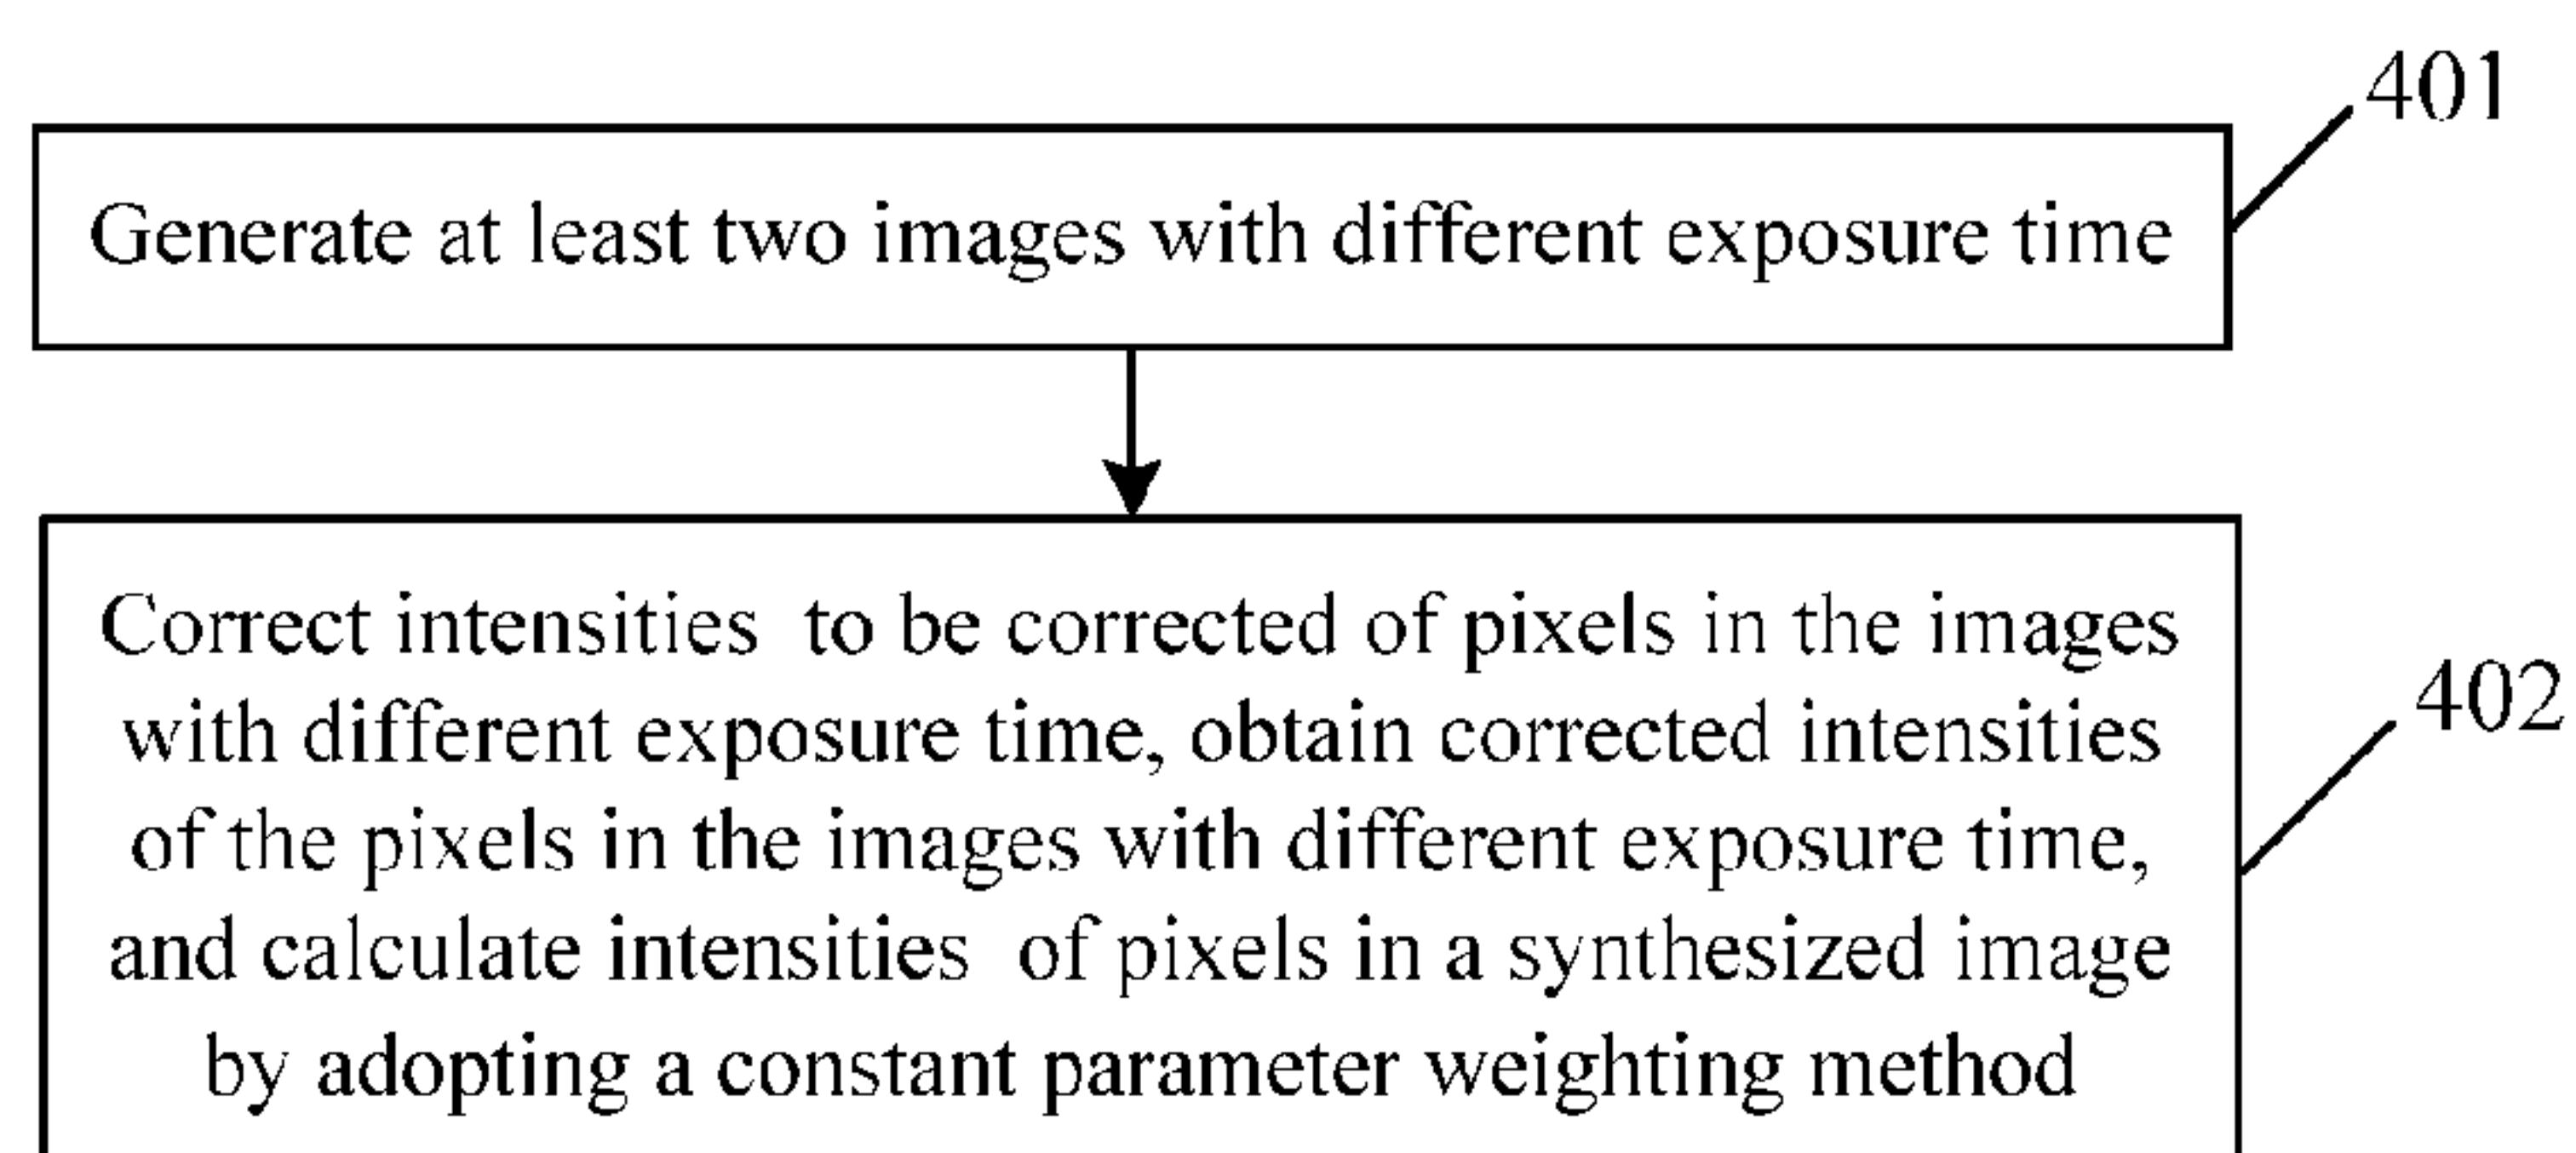 401
Generate at least two images with different exposure time
Correct intensities to be corrected of pixels in the images
with different exposure time, obtain corrected intensities
of the pixels in the images with different exposure time,
and calculate intensities of pixels in a synthesized image
by adopting a constant parameter weighting method
402